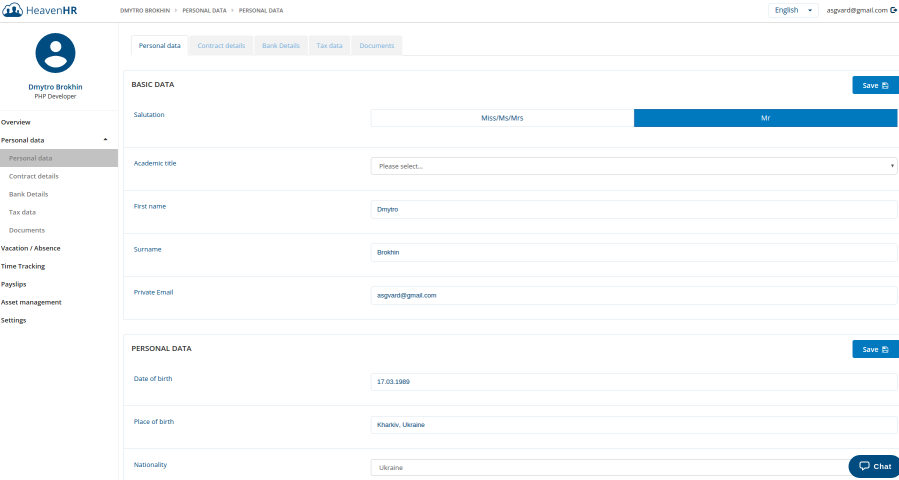 HeavenHR
DMYTRO BROKHIN › PERSONAL DATA › PERSONAL DATA
English
asgvard@gmail.com
Dmytro Brokhin
PHP Developer
Overview
Personal data
Personal data
Contract details
Bank Details
Tax data
Documents
Vacation / Absence
Time Tracking
Payslips
Asset management
Settings
Personal data
Contract details
Bank Details
Tax data
Documents
BASIC DATA
Save
Salutation
Miss/Ms/Mrs
Mr
Academic title
Please select...
First name
Dmytro
Surname
Brokhin
Private Email
asgvard@gmail.com
PERSONAL DATA
Save
Date of birth
17.03.1989
Place of birth
Kharkiv, Ukraine
Nationality
Ukraine
Chat